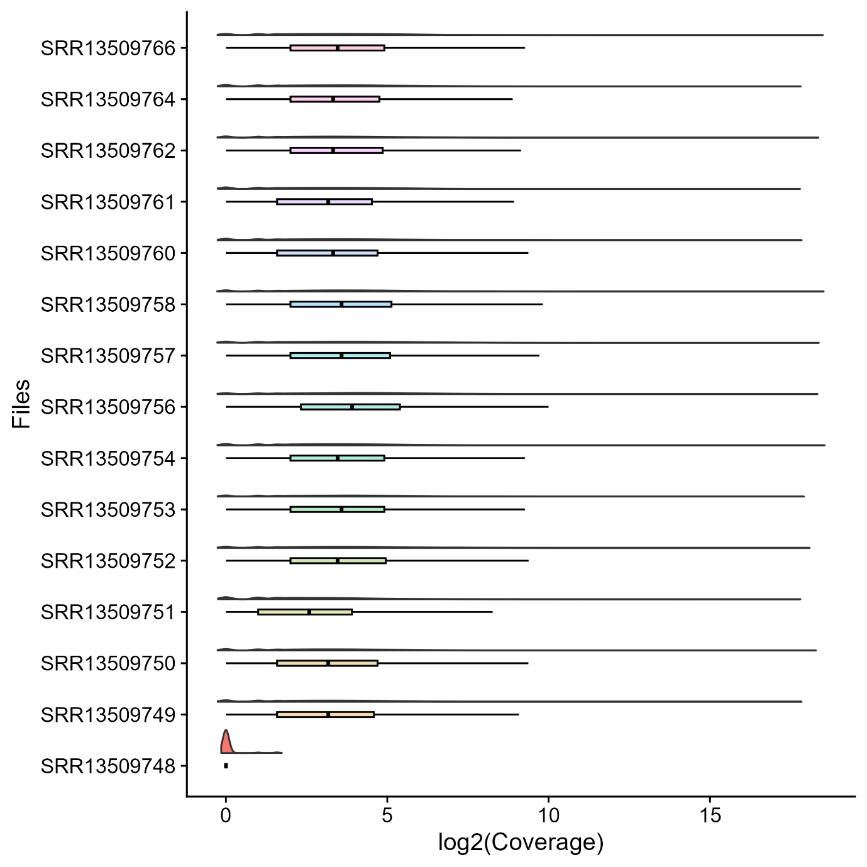 SRR13509766
SRR13509764
SRR13509762
SRR13509761
SRR13509760
SRR13509758
SRR13509757
SRR13509756
SRR13509754
SRR13509753
SRR13509752
SRR13509751
SRR13509750
SRR13509749
SRR13509748
Files
0 5 10 15
log2(Coverage)